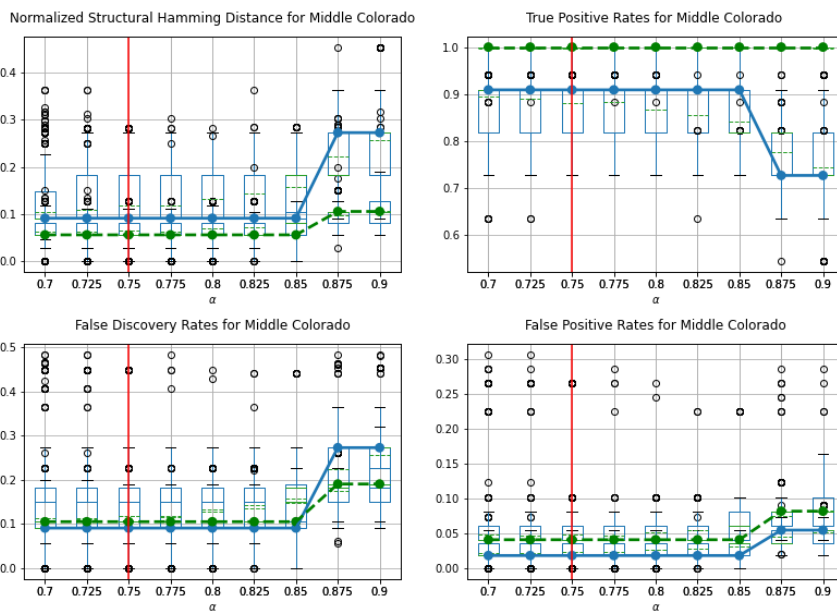 Normalized Structural Hamming Distance for Middle Colorado
0.4
0.3
0.2
0.1
0.0
0.7 0.725 0.75 0.775 0.8 0.825 0.85 0.875 0.9
α
True Positive Rates for Middle Colorado
1.0
0.9
0.8
0.7
0.6
0.7 0.725 0.75 0.775 0.8 0.825 0.85 0.875 0.9
α
False Discovery Rates for Middle Colorado
0.5
0.4
0.3
0.2
0.1
0.0
0.7 0.725 0.75 0.775 0.8 0.825 0.85 0.875 0.9
α
False Positive Rates for Middle Colorado
0.30
0.25
0.20
0.15
0.10
0.05
0.00
0.7 0.725 0.75 0.775 0.8 0.825 0.85 0.875 0.9
α